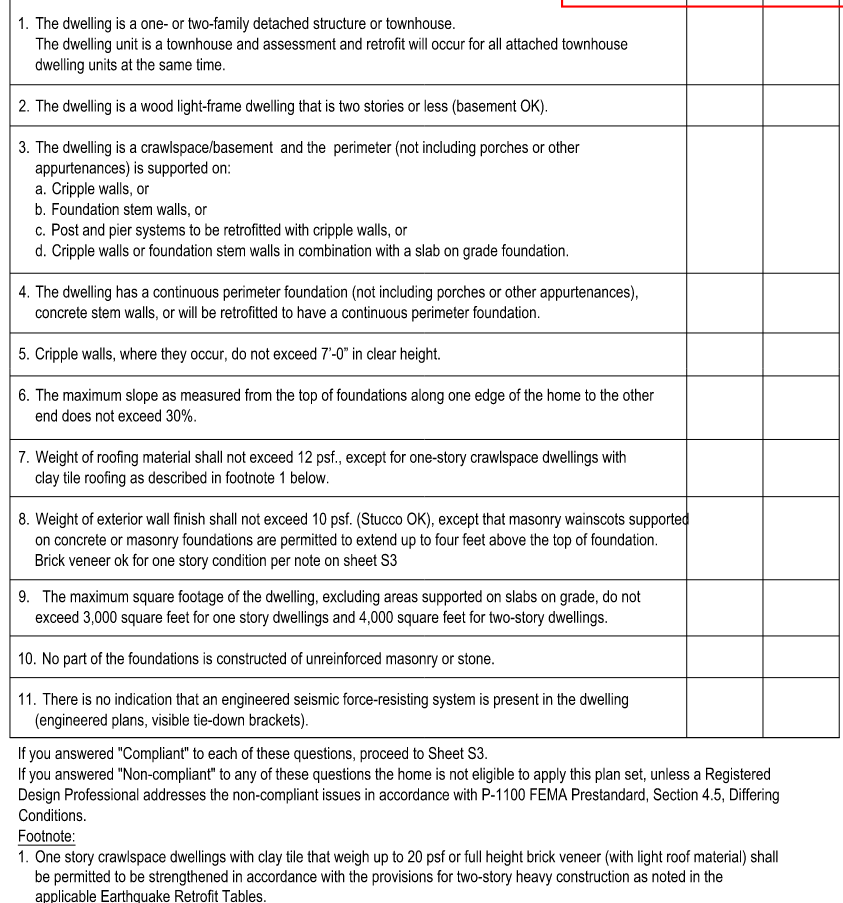 1. The dwelling is a one- or two-family detached structure or townhouse.
The dwelling unit is a townhouse and assessment and retrofit will occur for all attached townhouse
dwelling units at the same time.
2. The dwelling is a wood light-frame dwelling that is two stories or less (basement OK).
3. The dwelling is a crawlspace/basement and the perimeter (not including porches or other
appurtenances) is supported on:
a. Cripple walls, or
b. Foundation stem walls, or
c. Post and pier systems to be retrofitted with cripple walls, or
d. Cripple walls or foundation stem walls in combination with a slab on grade foundation.
4. The dwelling has a continuous perimeter foundation (not including porches or other appurtenances),
concrete stem walls, or will be retrofitted to have a continuous perimeter foundation.
5. Cripple walls, where they occur, do not exceed 7'-0” in clear height.
6. The maximum slope as measured from the top of foundations along one edge of the home to the other
end does not exceed 30%.
7. Weight of roofing material shall not exceed 12 psf., except for one-story crawlspace dwellings with
clay tile roofing as described in footnote 1 below.
8. Weight of exterior wall finish shall not exceed 10 psf. (Stucco OK), except that masonry wainscots supported
on concrete or masonry foundations are permitted to extend up to four feet above the top of foundation.
Brick veneer ok for one story condition per note on sheet S3
9. The maximum square footage of the dwelling, excluding areas supported on slabs on grade, do not
exceed 3,000 square feet for one story dwellings and 4,000 square feet for two-story dwellings.
10. No part of the foundations is constructed of unreinforced masonry or stone.
11. There is no indication that an engineered seismic force-resisting system is present in the dwelling
(engineered plans, visible tie-down brackets).
If you answered "Compliant" to each of these questions, proceed to Sheet S3.
If you answered "Non-compliant" to any of these questions the home is not eligible to apply this plan set, unless a Registered
Design Professional addresses the non-compliant issues in accordance with P-1100 FEMA Prestandard, Section 4.5, Differing
Conditions.
Footnote:
1. One story crawlspace dwellings with clay tile that weigh up to 20 psf or full height brick veneer (with light roof material) shall
be permitted to be strengthened in accordance with the provisions for two-story heavy construction as noted in the
applicable Earthquake Retrofit Tables.